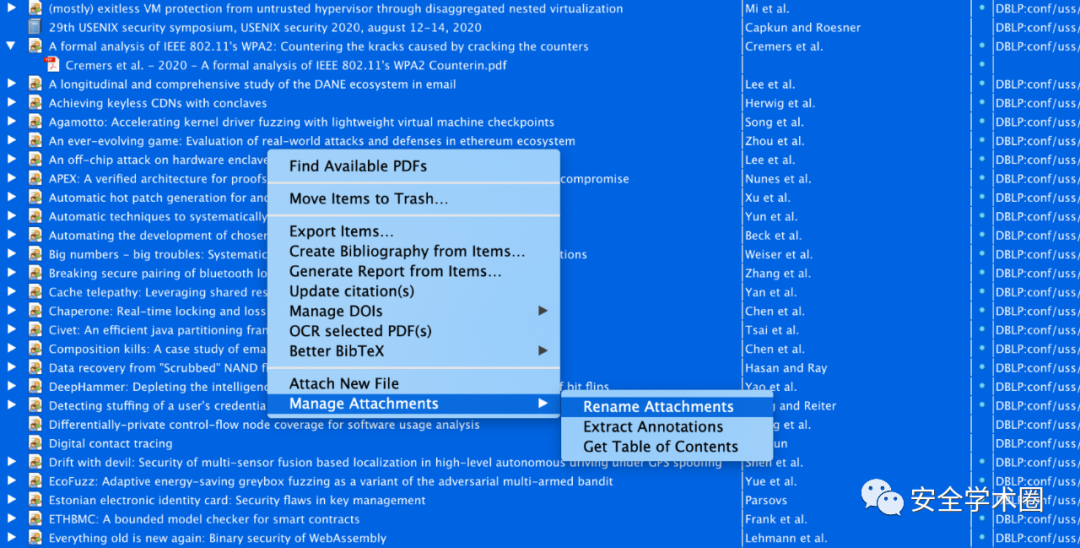 (mostly) exitless VM protection from untrusted hypervisor through disaggregated nested virtualization Mi et al. DBLP:conf/uss/
29th USENIX security symposium, USENIX security 2020, august 12-14, 2020 Capkun and Roesner DBLP:conf/uss/
A formal analysis of IEEE 802.11's WPA2: Countering the kracks caused by cracking the counters Cremers et al. DBLP:conf/uss/
Cremers et al. - 2020 - A formal analysis of IEEE 802.11's WPA2 Counterin.pdf
A longitudinal and comprehensive study of the DANE ecosystem in email Lee et al. DBLP:conf/uss/
Achieving keyless CDNs with conclaves Herwig et al. DBLP:conf/uss/
Agamotto: Accelerating kernel driver fuzzing with lightweight virtual machine checkpoints Song et al. DBLP:conf/uss/
An ever-evolving game: Evaluation of real-world attacks and defenses in ethereum ecosystem Zhou et al. DBLP:conf/uss/
An off-chip attack on hardware enclave Lee et al. DBLP:conf/uss/
APEX: A verified architecture for proofs compromise Nunes et al. DBLP:conf/uss/
Automatic hot patch generation for and Xu et al. DBLP:conf/uss/
Automatic techniques to systematically Yun et al. DBLP:conf/uss/
Automating the development of chosen Beck et al. DBLP:conf/uss/
Big numbers - big troubles: Systematic tions Weiser et al. DBLP:conf/uss/
Breaking secure pairing of bluetooth lo Zhang et al. DBLP:conf/uss/
Cache telepathy: Leveraging shared res Yan et al. DBLP:conf/uss/
Chaperone: Real-time locking and loss Chen et al. DBLP:conf/uss/
Civet: An efficient java partitioning fran Tsai et al. DBLP:conf/uss/
Composition kills: A case study of ema Chen et al. DBLP:conf/uss/
Data recovery from "Scrubbed" NAND f Hasan and Ray DBLP:conf/uss/
DeepHammer: Depleting the intelligenc f bit flips Yao et al. DBLP:conf/uss/
Detecting stuffing of a user's credentia and Reiter DBLP:conf/uss/
Differentially-private control-flow node coverage for software usage analysis et al. DBLP:conf/uss/
Digital contact tracing un DBLP:conf/uss/
Drift with devil: Security of multi-sensor fusion based localization in high-level autonomous driving under GPS spoofing Shen et al. DBLP:conf/uss/
EcoFuzz: Adaptive energy-saving greybox fuzzing as a variant of the adversarial multi-armed bandit Yue et al. DBLP:conf/uss/
Estonian electronic identity card: Security flaws in key management Parsovs DBLP:conf/uss/
ETHBMC: A bounded model checker for smart contracts Frank et al. DBLP:conf/uss/
Everything old is new again: Binary security of WebAssembly Lehmann et al. DBLP:conf/uss/
Find Available PDFs
Move Items to Trash...
Export Items...
Create Bibliography from Items...
Generate Report from Items...
Update citation(s)
Manage DOIs
OCR selected PDF(s)
Better BibTeX
Attach New File
Manage Attachments
Rename Attachments
Extract Annotations
Get Table of Contents
安全学术圈